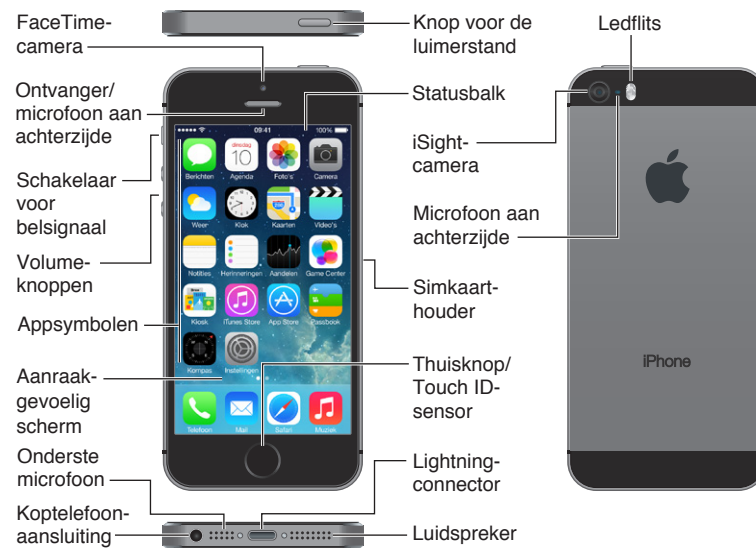 FaceTime-
camera
Ontvanger/
microfoon aan
achterzijde
Schakelaar
voor
belsignaal
Volume-
knoppen
Appsymbolen
Aanraak-
gevoelig
scherm
Onderste
microfoon
Koptelefoon-
aansluiting
09:41
100%
dinsdag
10
Berichten
Agenda
Foto's
Camera
Weer
Klok
Kaarten
Video's
Notities
Herinneringen
Aandelen
Game Center
Kiosk
iTunes Store
App Store
Passbook
Kompas
Instellingen
Telefoon
Mail
Safari
Muziek
Knop voor de
luimerstand
Statusbalk
iSight-
camera
Microfoon aan
achterzijde
Simkaart-
houder
Thuisknop/
Touch ID-
sensor
Lightning-
connector
Luidspreker
Ledflits
iPhone